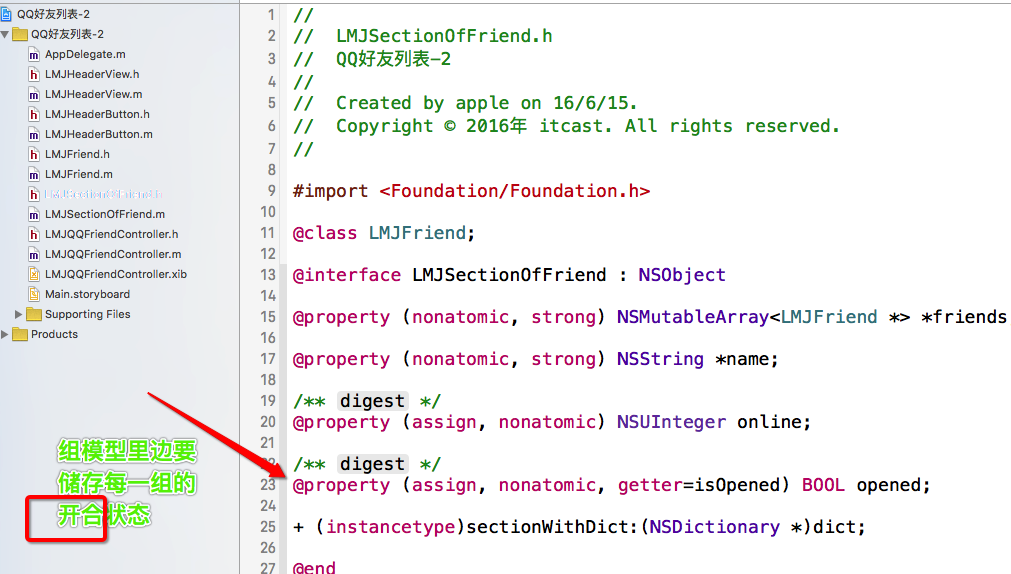 QQ好友列表-2
QQ好友列表-2
AppDelegate.m
LMJHeaderView.h
LMJHeaderView.m
LMJHeaderButton.h
LMJHeaderButton.m
LMJFriend.h
LMJFriend.m
LMJSectionOfFriend.h
LMJSectionOfFriend.m
LMJQQFriendController.h
LMJQQFriendController.m
LMJQQFriendController.xib
Main.storyboard
Supporting Files
Products
组模型里边要
储存每一组的
开合状态
1 //
2 //  LMJSectionOfFriend.h
3 //  QQ好友列表-2
4 //
5 //  Created by apple on 16/6/15.
6 //  Copyright © 2016年 itcast. All rights reserved.
7 //
8
9 #import <Foundation/Foundation.h>
10
11 @class LMJFriend;
12
13 @interface LMJSectionOfFriend : NSObject
14
15 @property (nonatomic, strong) NSMutableArray<LMJFriend *> *friends
16
17 @property (nonatomic, strong) NSString *name;
18
19 /** digest */
20 @property (assign, nonatomic) NSUInteger online;
21
22 /** digest */
23 @property (assign, nonatomic, getter=isOpened) BOOL opened;
24
25 + (instancetype)sectionWithDict:(NSDictionary *)dict;
26
27 @end